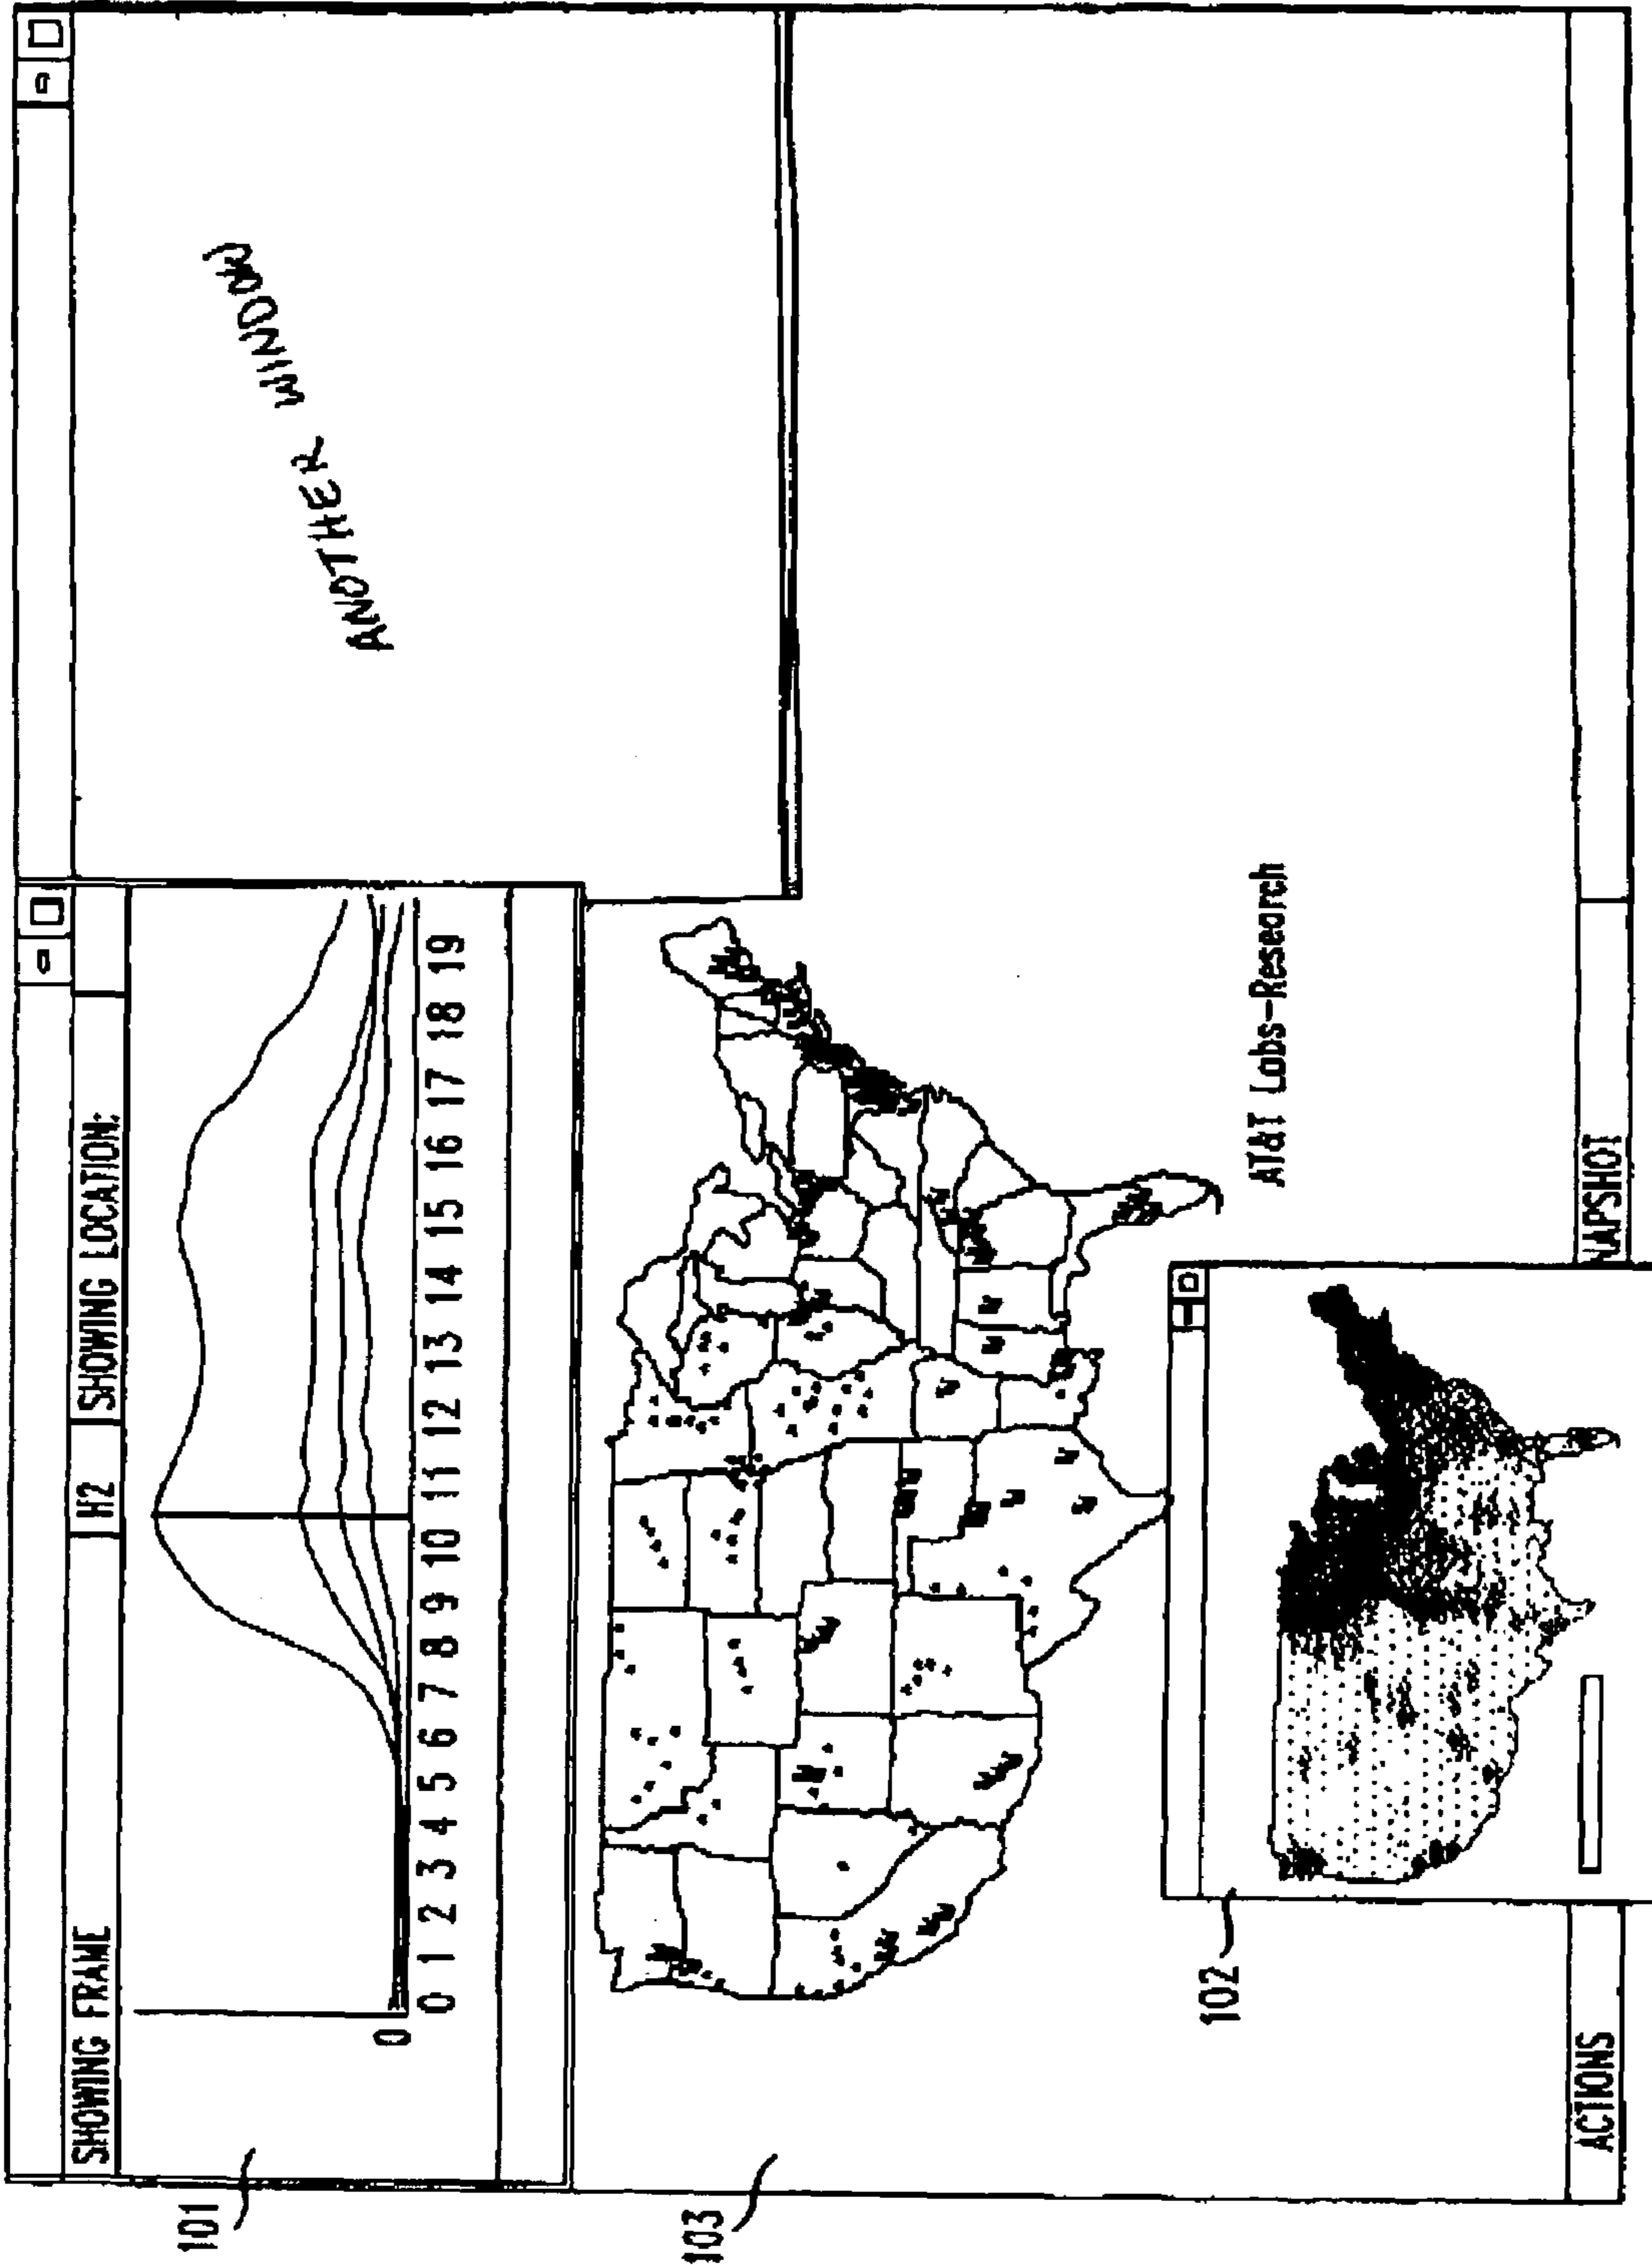 101
SHOWING FRAME
H2
SHOWING LOCATION:
0
0 1 2 3 4 5 6 7 8 9 10 11 12 13 14 15 16 17 18 19
ANOTHER WINDOW
103
AT&T Labs-Research
102
ACTIONS
NAPSHOT